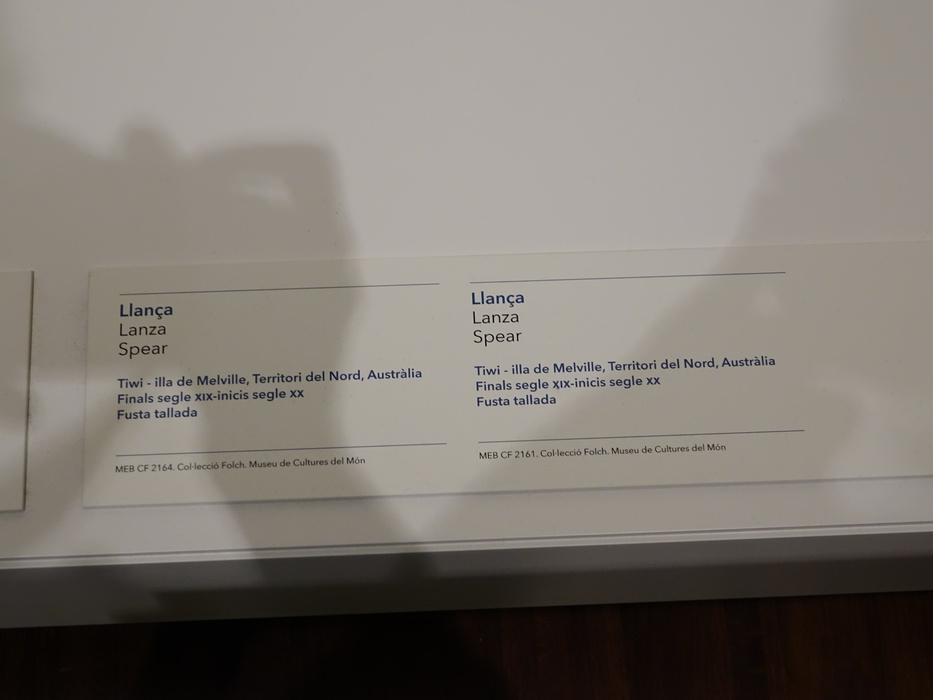 Llança
Lanza
Spear
Tiwi - illa de Melville, Territori del Nord, Austràlia
Finals segle XIX-inicis segle XX
Fusta tallada
MEB CF 2164. Col·lecció Folch. Museu de Cultures del Món
Llança
Lanza
Spear
Tiwi - illa de Melville, Territori del Nord, Austràlia
Finals segle XIX-inicis segle XX
Fusta tallada
MEB CF 2161. Col·lecció Folch. Museu de Cultures del Món